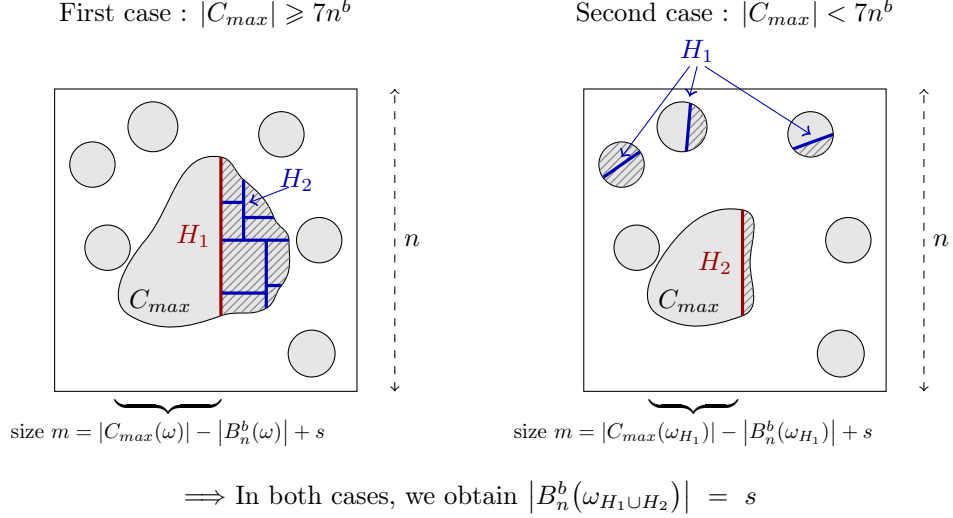 First case : |C_{max}| ⩾ 7n^b
Second case : |C_{max}| < 7n^b
H_1
H_2
H_1
C_{max}
n
H_2
C_{max}
n
size m = |C_{max}(ω)| − |B_n^b(ω)| + s
size m = |C_{max}(ω_{H_1})| − |B_n^b(ω_{H_1})| + s
⟹ In both cases, we obtain |B_n^b(ω_{H_1∪H_2})| = s